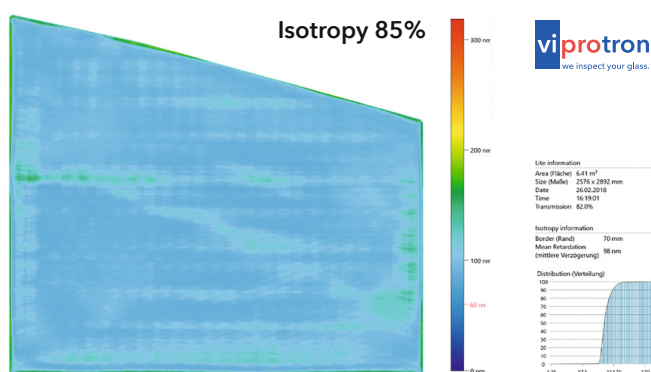 Isotropy 85%
300 nm
200 nm
100 nm
60 nm
0 nm
viprotron
we inspect your glass.
Lite information
Area (Fläche) 6.41 m²
Size (Maße) 2576 x 2892 mm
Date 26.02.2018
Time 16:19:01
Transmission 82.0%
Isotropy information
Border (Rand) 70 mm
Mean Retardation
(mittlere Verzögerung) 98 nm
Distribution (Verteilung)
100
90
80
70
60
50
40
30
20
10
0